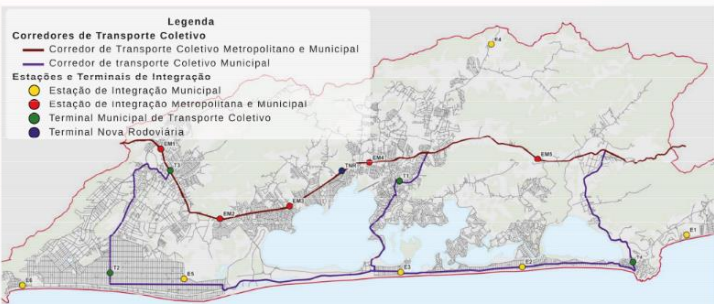 Legenda
Corredores de Transporte Coletivo
Corredor de Transporte Coletivo Metropolitano e Municipal
Corredor de transporte Coletivo Municipal
Estações e Terminais de Integração
Estação de Integração Municipal
Estação de Integração Metropolitana e Municipal
Terminal Municipal de Transporte Coletivo
Terminal Nova Rodoviária
E4
EM1
T3
TNR
EM4
EM5
T1
EM3
EM2
E1
T4
E2
E3
T2
E5
E6